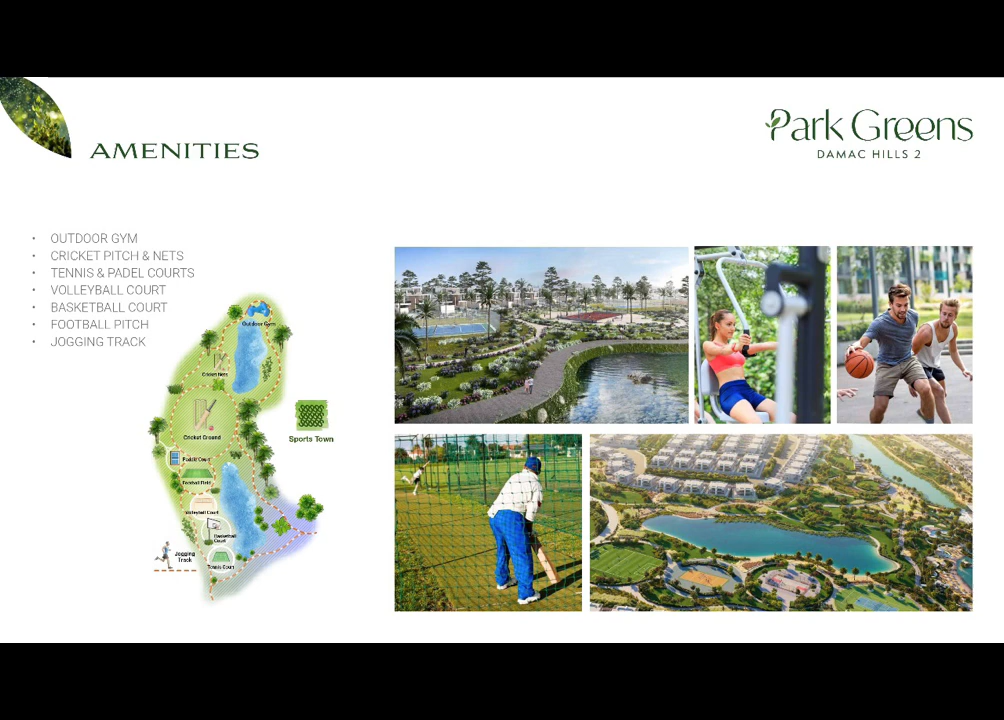 AMENITIES
Park Greens
DAMAC HILLS 2
• OUTDOOR GYM
• CRICKET PITCH & NETS
• TENNIS & PADEL COURTS
• VOLLEYBALL COURT
• BASKETBALL COURT
• FOOTBALL PITCH
• JOGGING TRACK
Outdoor Gym
Cricket Nets
Cricket Ground
Sports Town
Paddle Court
Football Field
Volleyball Court
Basketball
Court
Jogging
Track
Tennis Court